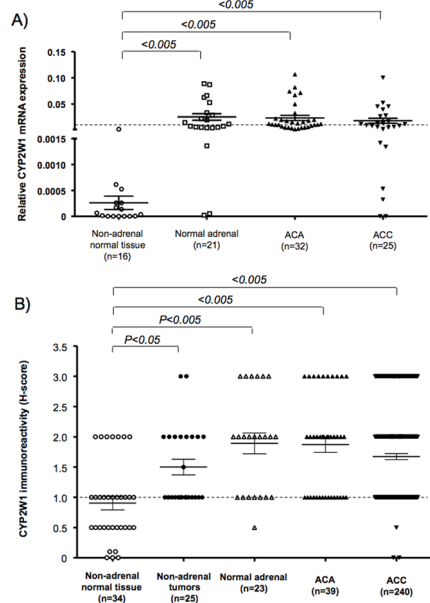 A)
<0.005
<0.005
<0.005
Relative CYP2W1 mRNA expression
0.15
0.10
0.05
0.0015
0.0010
0.0005
0
Non-adrenal normal tissue (n=16)
Normal adrenal (n=21)
ACA (n=32)
ACC (n=25)
B)
<0.005
<0.005
P<0.005
P<0.05
CYP2W1 immunoreactivity (H-score)
3.5
3.0
2.5
2.0
1.5
1.0
0.5
0
Non-adrenal normal tissue (n=34)
Non-adrenal tumors (n=25)
Normal adrenal (n=23)
ACA (n=39)
ACC (n=240)